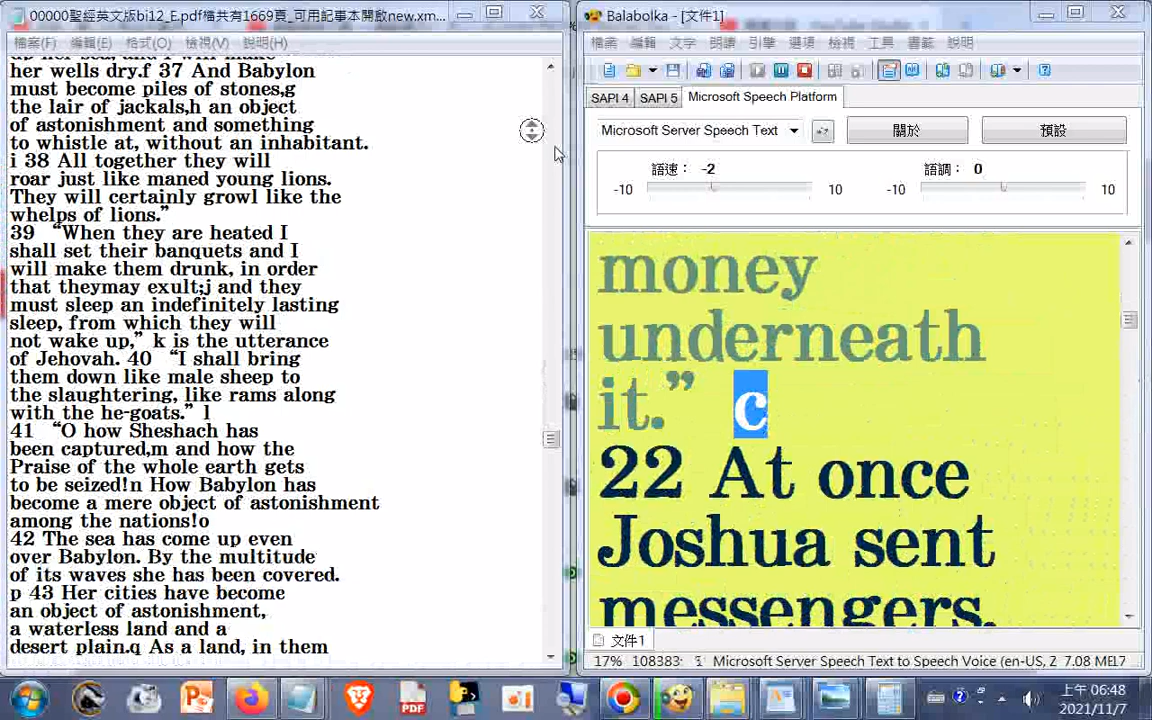 00000聖經英文版bi12_E.pdf檔共有1669頁_可用記事本開啟new.xm...
檔案(F) 編輯(E) 格式(O) 檢視(V) 說明(H)
her wells dry.f 37 And Babylon
must become piles of stones,g
the lair of jackals,h an object
of astonishment and something
to whistle at, without an inhabitant.
i 38 All together they will
roar just like maned young lions.
They will certainly growl like the
whelps of lions.”
39 “When they are heated I
shall set their banquets and I
will make them drunk, in order
that theymay exult;j and they
must sleep an indefinitely lasting
sleep, from which they will
not wake up,” k is the utterance
of Jehovah. 40 “I shall bring
them down like male sheep to
the slaughtering, like rams along
with the he-goats.” l
41 “O how Sheshach has
been captured,m and how the
Praise of the whole earth gets
to be seized!n How Babylon has
become a mere object of astonishment
among the nations!o
42 The sea has come up even
over Babylon. By the multitude
of its waves she has been covered.
p 43 Her cities have become
an object of astonishment,
a waterless land and a
desert plain.q As a land, in them
Balabolka - [文件1]
檔案 編輯 文字 朗讀 引擎 選項 檢視 工具 書籤 說明
SAPI 4 SAPI 5 Microsoft Speech Platform
Microsoft Server Speech Text 關於 預設
語速： -2 語調： 0
-10 10 -10 10
money
underneath
it.” c
22 At once
Joshua sent
messengers,
文件1
17% 108383: Microsoft Server Speech Text to Speech Voice (en-US, 2 7.08 ME
上午 06:48
2021/11/7